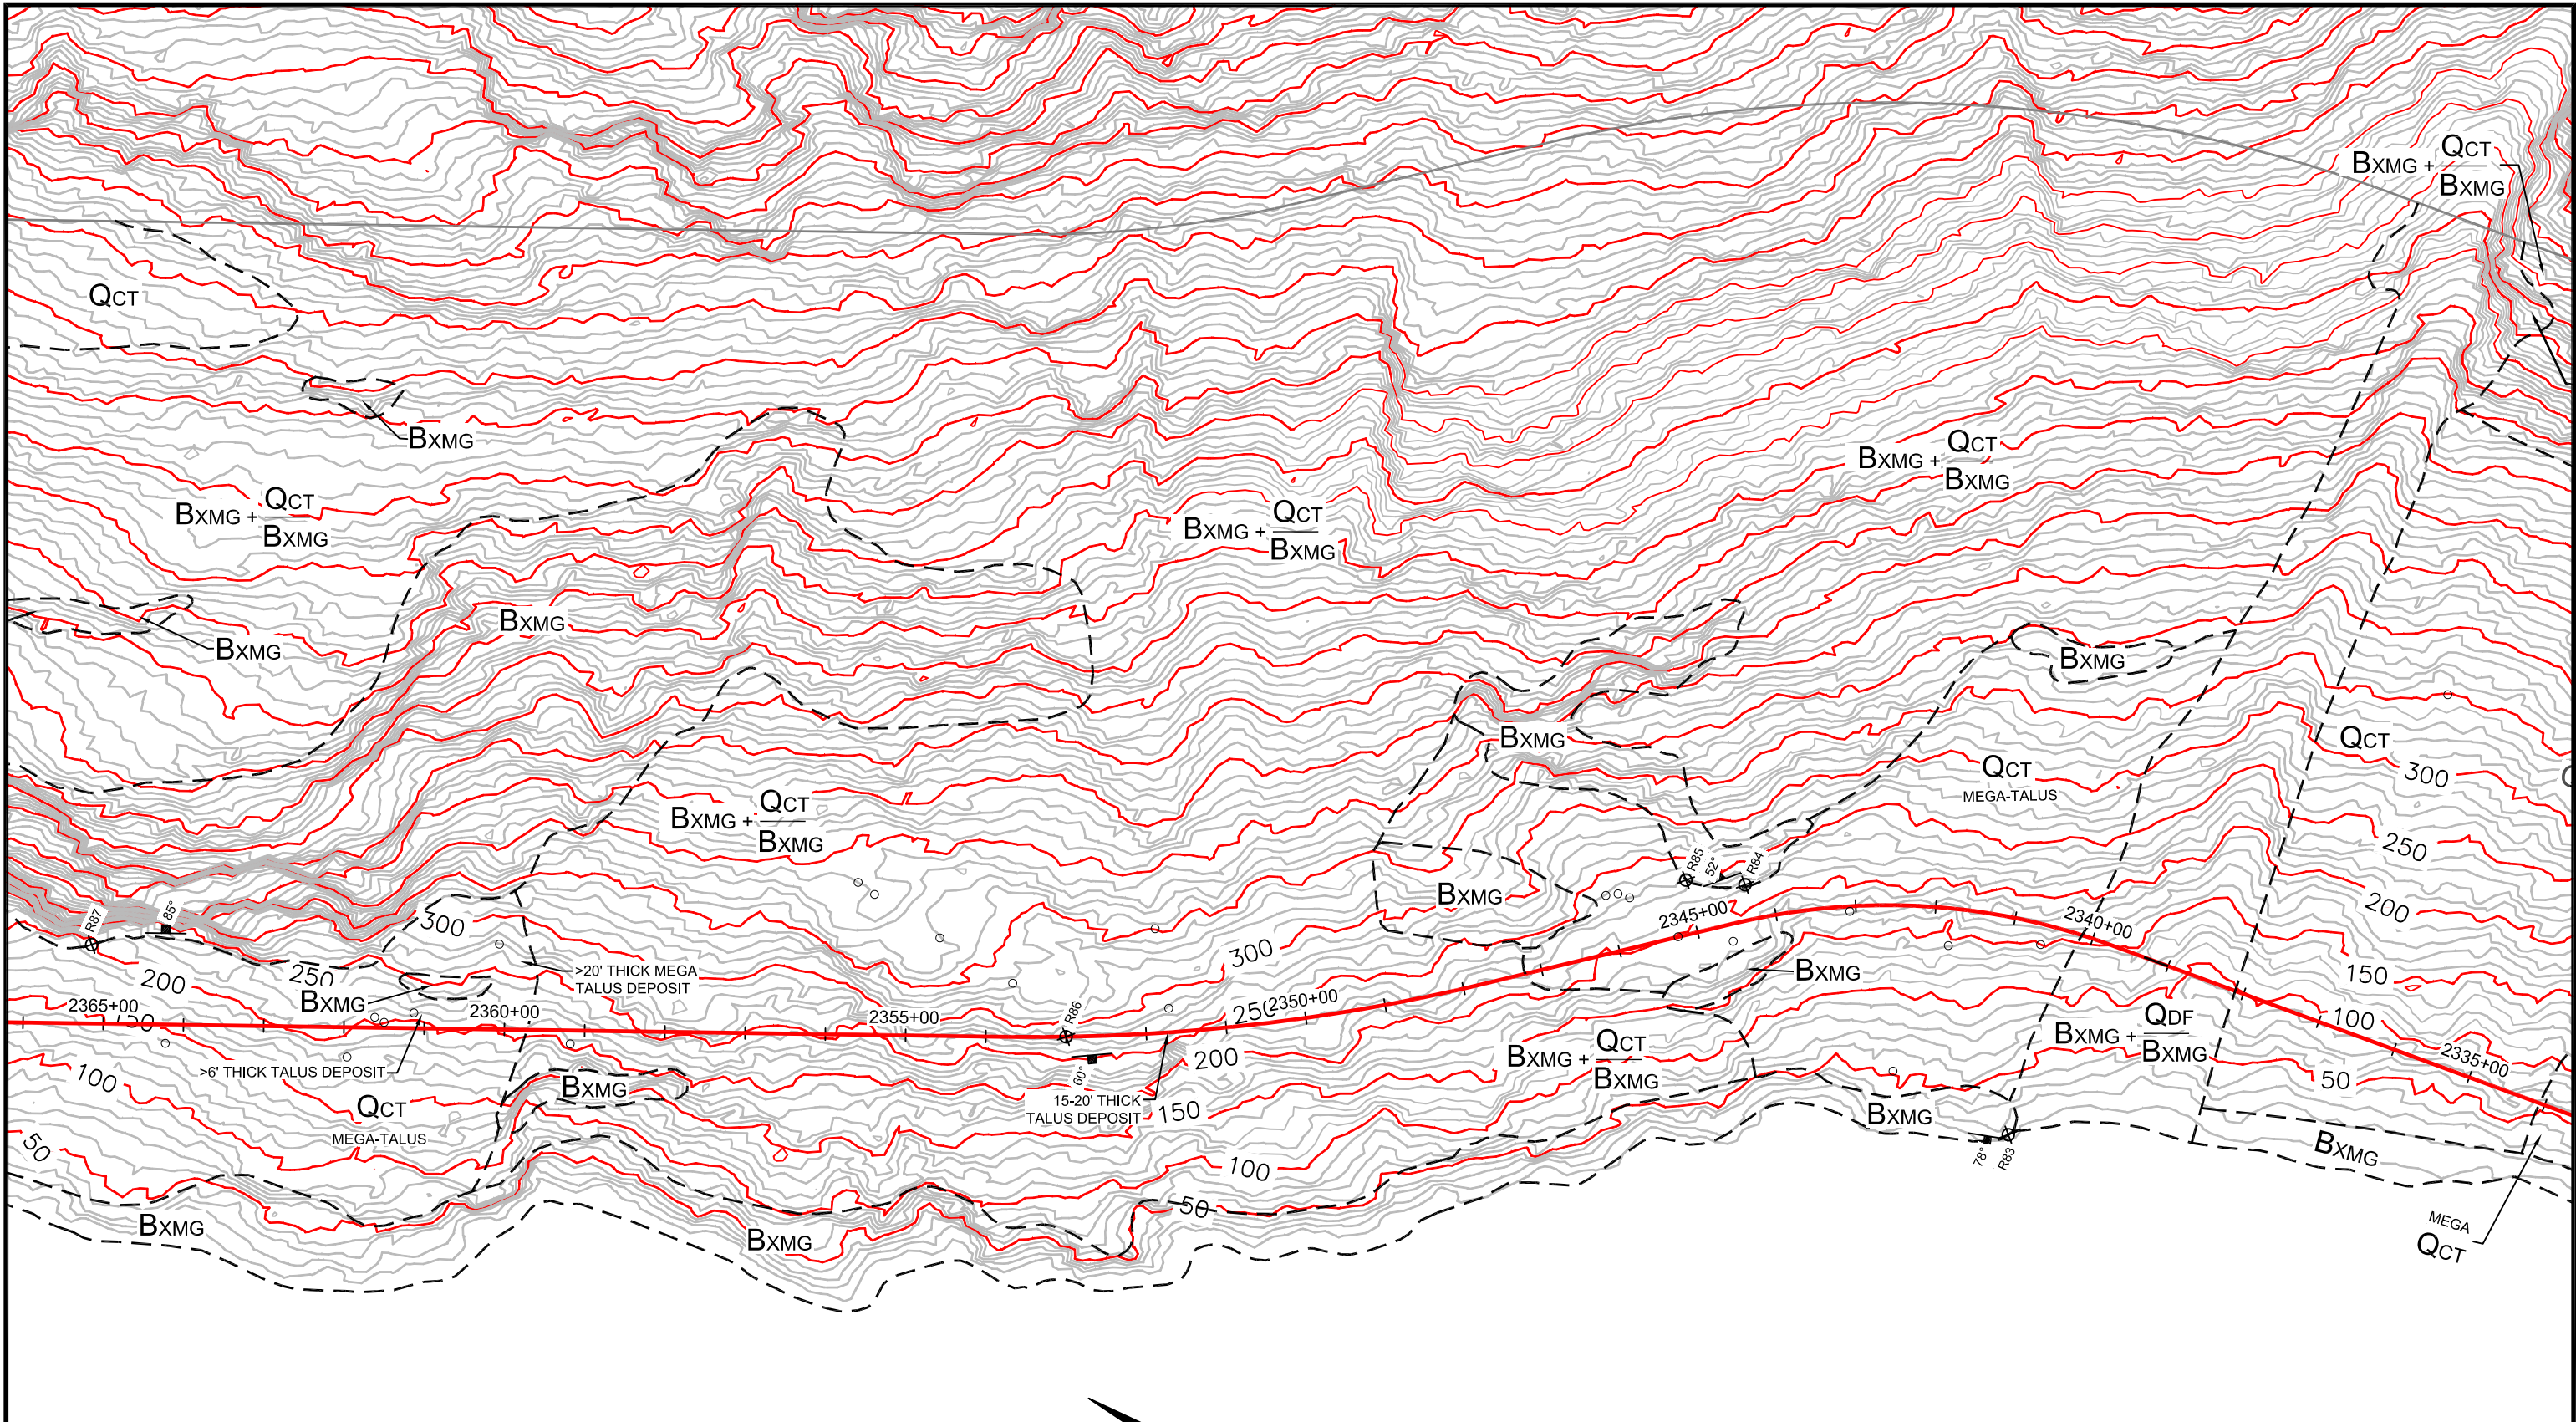 QCT
BXMG +
QCT
BXMG
QCT
BXMG
BXMG +
QCT
BXMG
BXMG +
QCT
BXMG
BXMG +
QCT
BXMG
BXMG
BXMG
BXMG
BXMG
QCT
QCT
MEGA-TALUS
300
BXMG +
QCT
BXMG
250
R85
52°
R84
BXMG
200
R87
85°
300
300
2345+00
2340+00
>20' THICK MEGA
TALUS DEPOSIT
200
250
BXMG
BXMG
150
2365+00
150
2360+00
2355+00
R86
250
2350+00
100
BXMG +
QDF
BXMG
BXMG +
QCT
BXMG
200
2335+00
>6' THICK TALUS DEPOSIT
100
BXMG
60°
50
15-20' THICK
TALUS DEPOSIT
150
QCT
MEGA-TALUS
BXMG
50
78°
R83
BXMG
100
50
BXMG
BXMG
MEGA
QCT